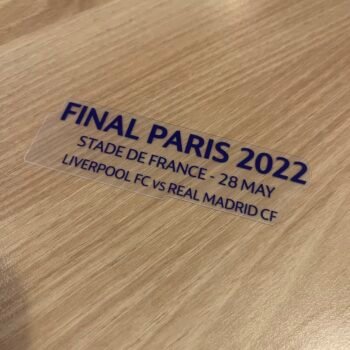 FINAL PARIS 2022
STADE DE FRANCE - 28 MAY
LIVERPOOL FC vs REAL MADRID CF